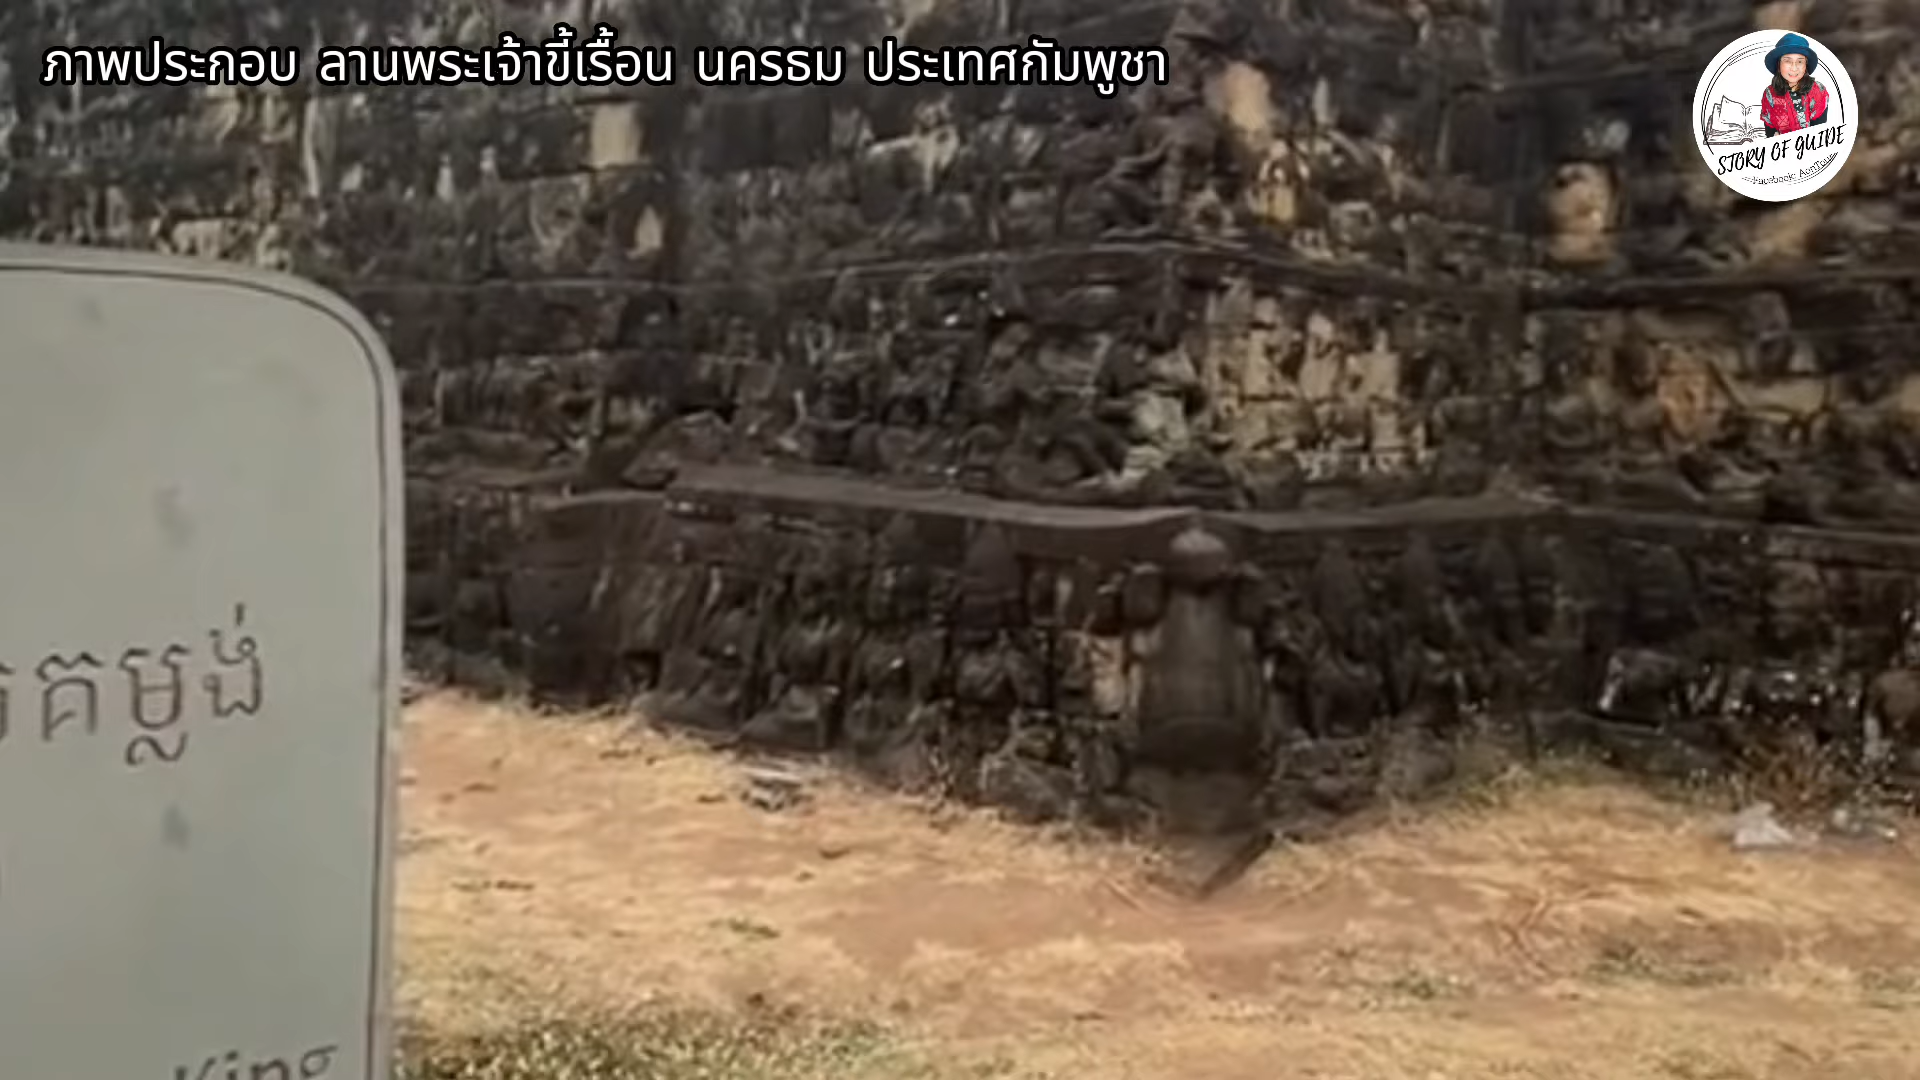 ภาพประกอบ ลานพระเจ้าขี้เรื้อน นครธม ประเทศกัมพูชา
STORY OF GUIDE
គម្លង់
King